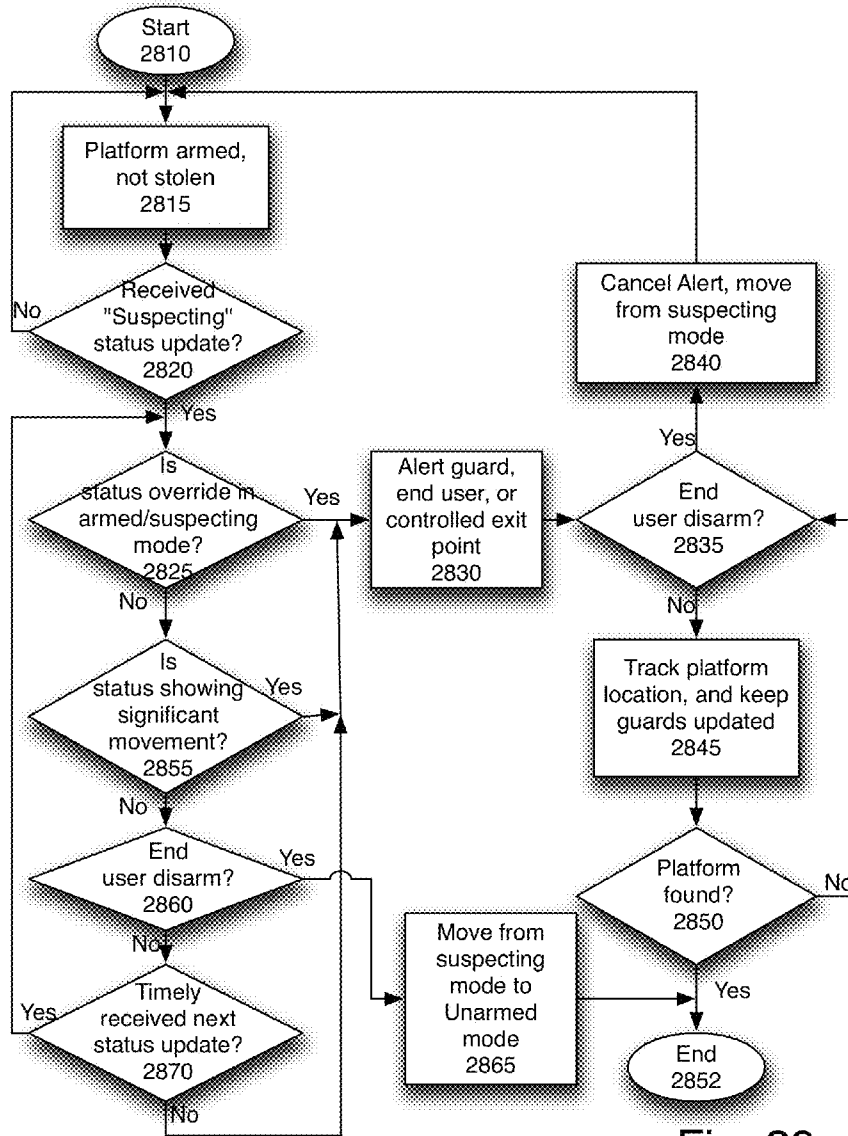 Start
2810
Platform armed,
not stolen
2815
No
Received
"Suspecting"
status update?
2820
Yes
Is
status override in
armed/suspecting
mode?
2825
Yes
No
Alert guard,
end user, or
controlled exit
point
2830
Cancel Alert, move
from suspecting
mode
2840
Yes
End
user disarm?
2835
No
Is
status showing
significant
movement?
2855
Yes
No
Track platform
location, and keep
guards updated
2845
End
user disarm?
2860
Yes
No
Platform
found?
2850
No
Yes
Move from
suspecting
mode to
Unarmed
mode
2865
Timely
received next
status update?
2870
Yes
No
End
2852